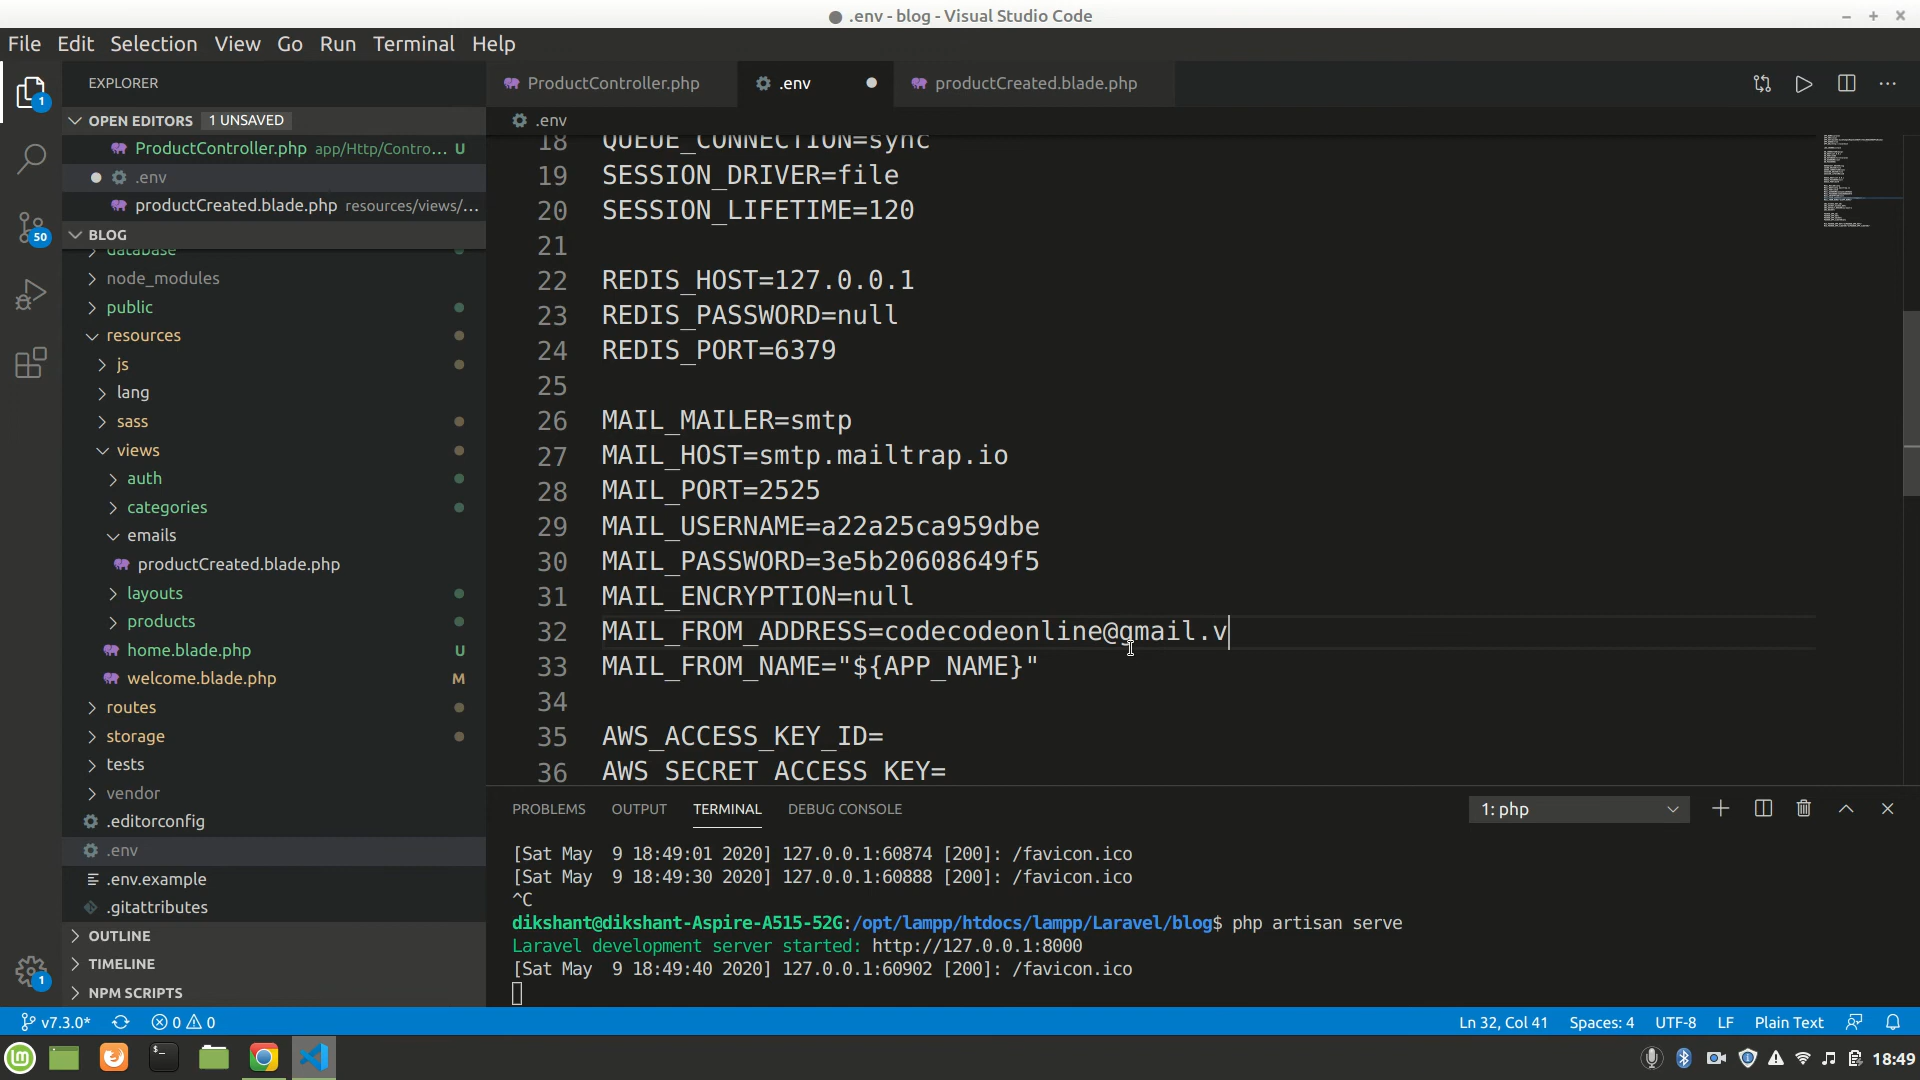 .env - blog - Visual Studio Code
File Edit Selection View Go Run Terminal Help
EXPLORER
OPEN EDITORS 1 UNSAVED
ProductController.php app/Http/Contro... U
.env
productCreated.blade.php resources/views/...
BLOG
database
node_modules
public
resources
js
lang
sass
views
auth
categories
emails
productCreated.blade.php
layouts
products
home.blade.php U
welcome.blade.php M
routes
storage
tests
vendor
.editorconfig
.env
.env.example
.gitattributes
OUTLINE
TIMELINE
NPM SCRIPTS
1
50
1
ProductController.php .env productCreated.blade.php
.env
18 QUEUE_CONNECTION=sync
19 SESSION_DRIVER=file
20 SESSION_LIFETIME=120
21
22 REDIS_HOST=127.0.0.1
23 REDIS_PASSWORD=null
24 REDIS_PORT=6379
25
26 MAIL_MAILER=smtp
27 MAIL_HOST=smtp.mailtrap.io
28 MAIL_PORT=2525
29 MAIL_USERNAME=a22a25ca959dbe
30 MAIL_PASSWORD=3e5b20608649f5
31 MAIL_ENCRYPTION=null
32 MAIL_FROM_ADDRESS=codecodeonline@gmail.v
33 MAIL_FROM_NAME="${APP_NAME}"
34
35 AWS_ACCESS_KEY_ID=
36 AWS_SECRET_ACCESS_KEY=
PROBLEMS OUTPUT TERMINAL DEBUG CONSOLE 1: php
[Sat May  9 18:49:01 2020] 127.0.0.1:60874 [200]: /favicon.ico
[Sat May  9 18:49:30 2020] 127.0.0.1:60888 [200]: /favicon.ico
^C
dikshant@dikshant-Aspire-A515-52G:/opt/lampp/htdocs/lampp/Laravel/blog$ php artisan serve
Laravel development server started: http://127.0.0.1:8000
[Sat May  9 18:49:40 2020] 127.0.0.1:60902 [200]: /favicon.ico
v7.3.0* 0 0 Ln 32, Col 41 Spaces: 4 UTF-8 LF Plain Text
18:49